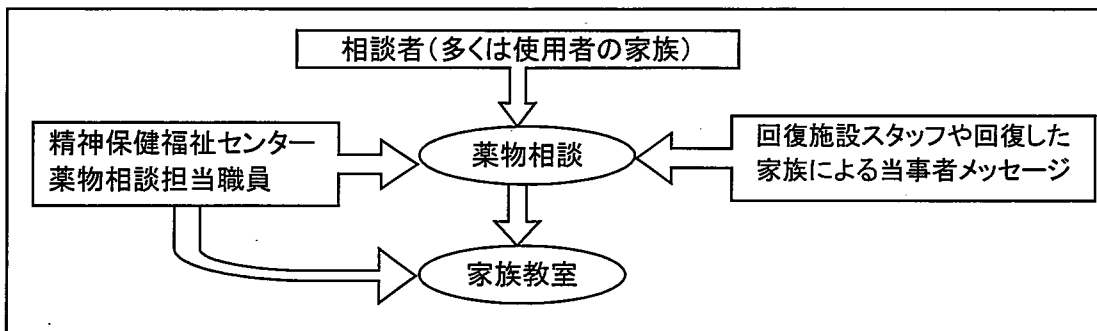 相談者（多くは使用者の家族）
精神保健福祉センター
薬物相談担当職員
薬物相談
回復施設スタッフや回復した
家族による当事者メッセージ
家族教室